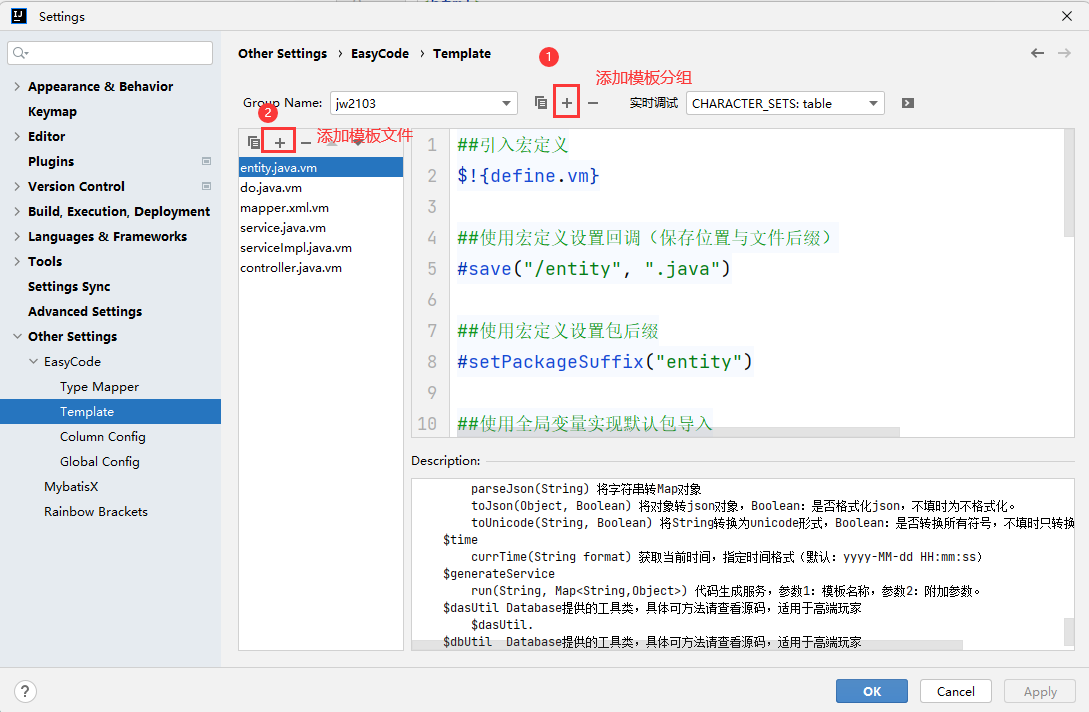 Settings
Other Settings › EasyCode › Template
1
添加模板分组
Group Name: jw2103
实时调试 CHARACTER_SETS: table
2
添加模板文件
Appearance & Behavior
Keymap
Editor
Plugins
Version Control
Build, Execution, Deployment
Languages & Frameworks
Tools
Settings Sync
Advanced Settings
Other Settings
EasyCode
Type Mapper
Template
Column Config
Global Config
MybatisX
Rainbow Brackets
entity.java.vm
do.java.vm
mapper.xml.vm
service.java.vm
serviceImpl.java.vm
controller.java.vm
1 ##引入宏定义
2 $!{define.vm}
3
4 ##使用宏定义设置回调（保存位置与文件后缀）
5 #save("/entity", ".java")
6
7 ##使用宏定义设置包后缀
8 #setPackageSuffix("entity")
9
10 ##使用全局变量实现默认包导入
Description:
parseJson(String) 将字符串转Map对象
toJson(Object, Boolean) 将对象转json对象，Boolean：是否格式化json，不填时为不格式化。
toUnicode(String, Boolean) 将String转换为unicode形式，Boolean：是否转换所有符号，不填时只转换
$time
currTime(String format) 获取当前时间，指定时间格式（默认：yyyy-MM-dd HH:mm:ss）
$generateService
run(String, Map<String,Object>) 代码生成服务，参数1：模板名称，参数2：附加参数。
$dasUtil Database提供的工具类，具体可方法请查看源码，适用于高端玩家
$dasUtil.
$dbUtil Database提供的工具类，具体可方法请查看源码，适用于高端玩家
?
OK
Cancel
Apply